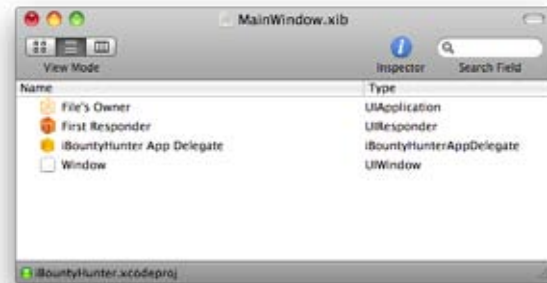 MainWindow.xib
View Mode
Inspector
Search Field
Name Type
File's Owner UIApplication
First Responder UIResponder
iBountyHunter App Delegate iBountyHunterAppDelegate
Window UIWindow
iBountyHunter.xcodeproj